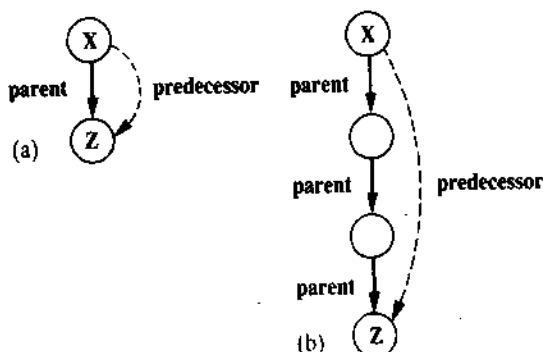 X
parent
predecessor
Z
(a)
X
parent
parent
predecessor
parent
(b)
Z